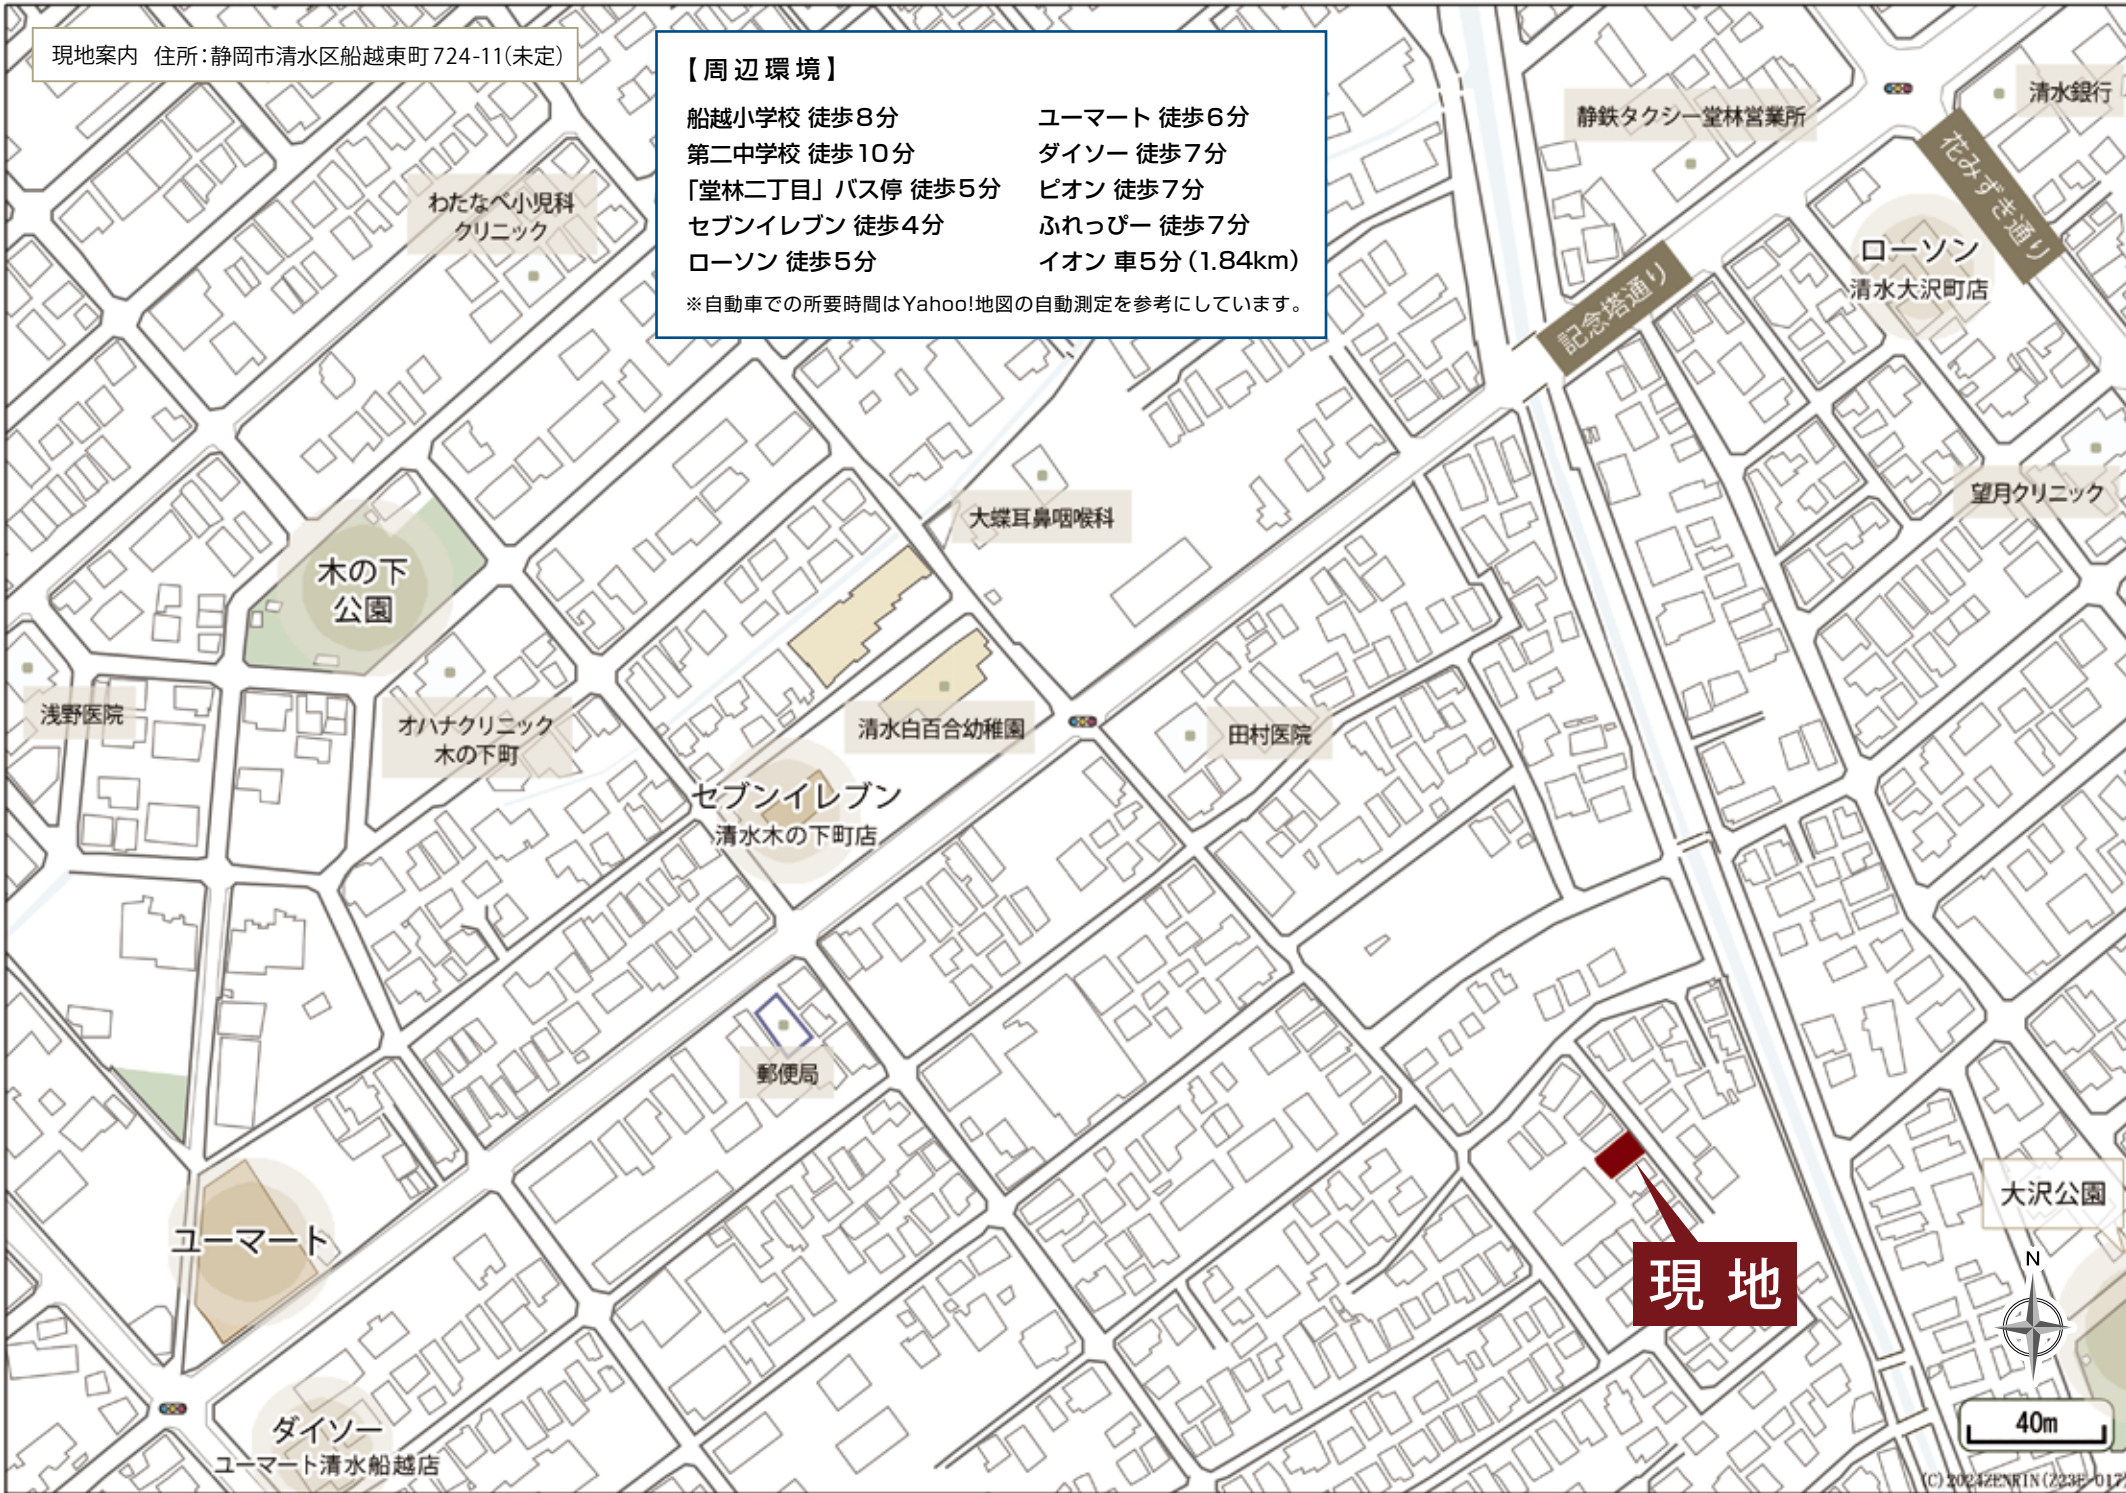 現地案内 住所：静岡市清水区船越東町724-11(未定)
【周辺環境】
船越小学校 徒歩8分
第二中学校 徒歩10分
「堂林二丁目」バス停 徒歩5分
セブンイレブン 徒歩4分
ローソン 徒歩5分
ユーマート 徒歩6分
ダイソー 徒歩7分
ピオン 徒歩7分
ふれっぴー 徒歩7分
イオン 車5分(1.84km)
※自動車での所要時間はYahoo!地図の自動測定を参考にしています。
静鉄タクシー堂林営業所
清水銀行
花みずき通り
わたなべ小児科
クリニック
ローソン
清水大沢町店
記念塔通り
望月クリニック
大蝶耳鼻咽喉科
木の下
公園
浅野医院
オハナクリニック
木の下町
清水白百合幼稚園
田村医院
セブンイレブン
清水木の下町店
郵便局
大沢公園
ユーマート
現地
N
ダイソー
ユーマート清水船越店
40m
(C)2024ZENRIN(Z23E-017)